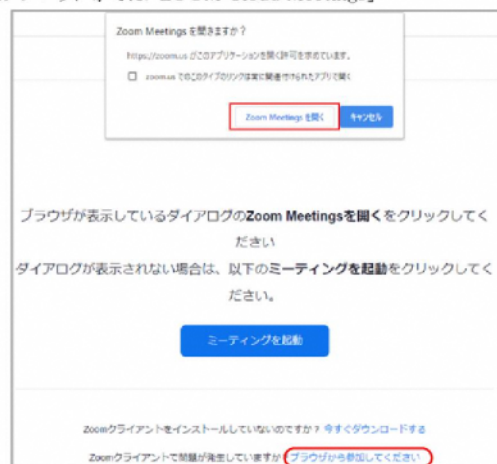 Zoom Meetings を開きますか？
https://zoom.us がこのアプリケーションを開く許可を求めています。
zoom.us でこのタイプのリンクは常に関連付けられたアプリで開く
Zoom Meetings を開く キャンセル
ブラウザが表示しているダイアログのZoom Meetingsを開くをクリックしてく
ださい
ダイアログが表示されない場合は、以下のミーティングを起動をクリックしてく
ださい。
ミーティングを起動
Zoomクライアントをインストールしていないのですか？ 今すぐダウンロードする
Zoomクライアントで問題が発生していますか ブラウザから参加してください